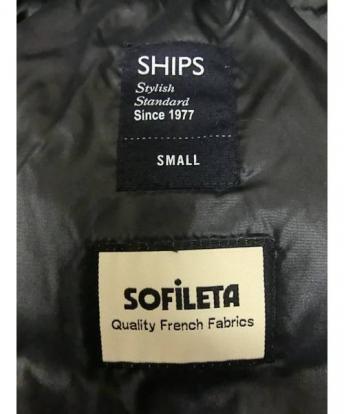 SHIPS
Stylish
Standard
Since 1977
SMALL
SOFiLETA
Quality French Fabrics